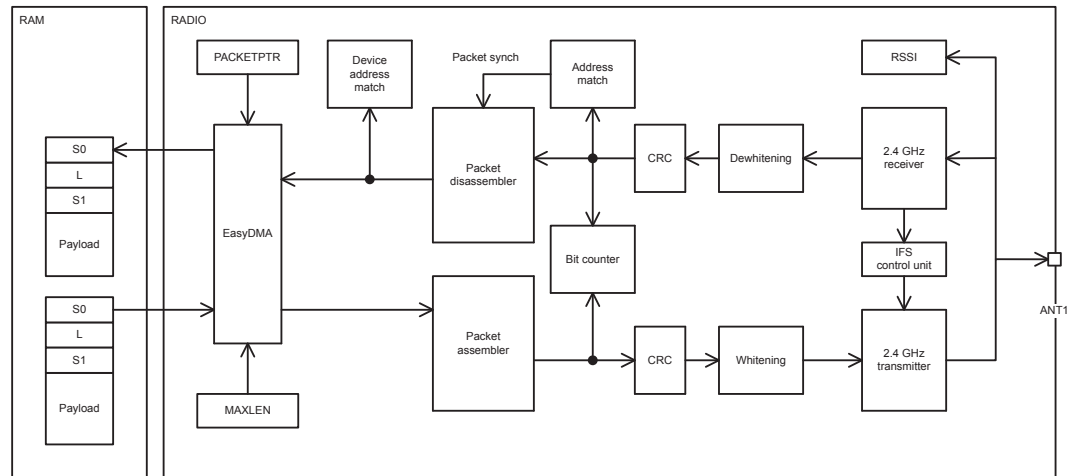 RAM
RADIO
PACKETPTR
Device
address
match
Packet synch
Address
match
RSSI
S0
L
S1
Payload
EasyDMA
Packet
disassembler
CRC
Dewhitening
2.4 GHz
receiver
Bit counter
IFS
control unit
ANT1
S0
L
S1
Payload
Packet
assembler
CRC
Whitening
2.4 GHz
transmitter
MAXLEN